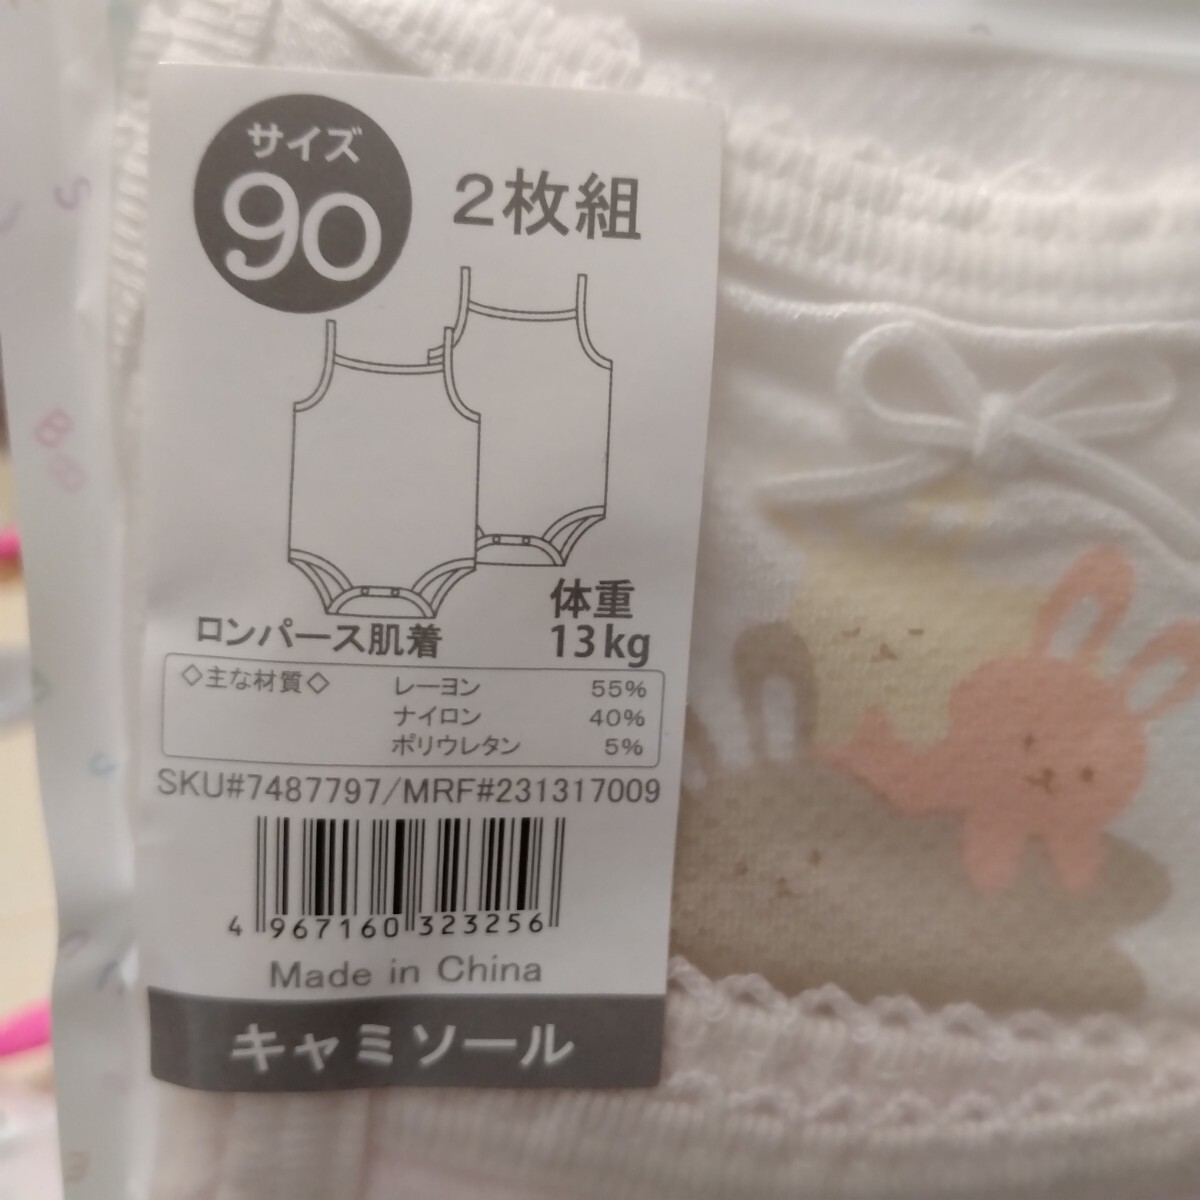 サイズ
90
2枚組
ロンパース肌着
体重
13kg
◇主な材質◇ レーヨン 55%
ナイロン 40%
ポリウレタン 5%
SKU#7487797/MRF#231317009
4 967160 323256
Made in China
キャミソール